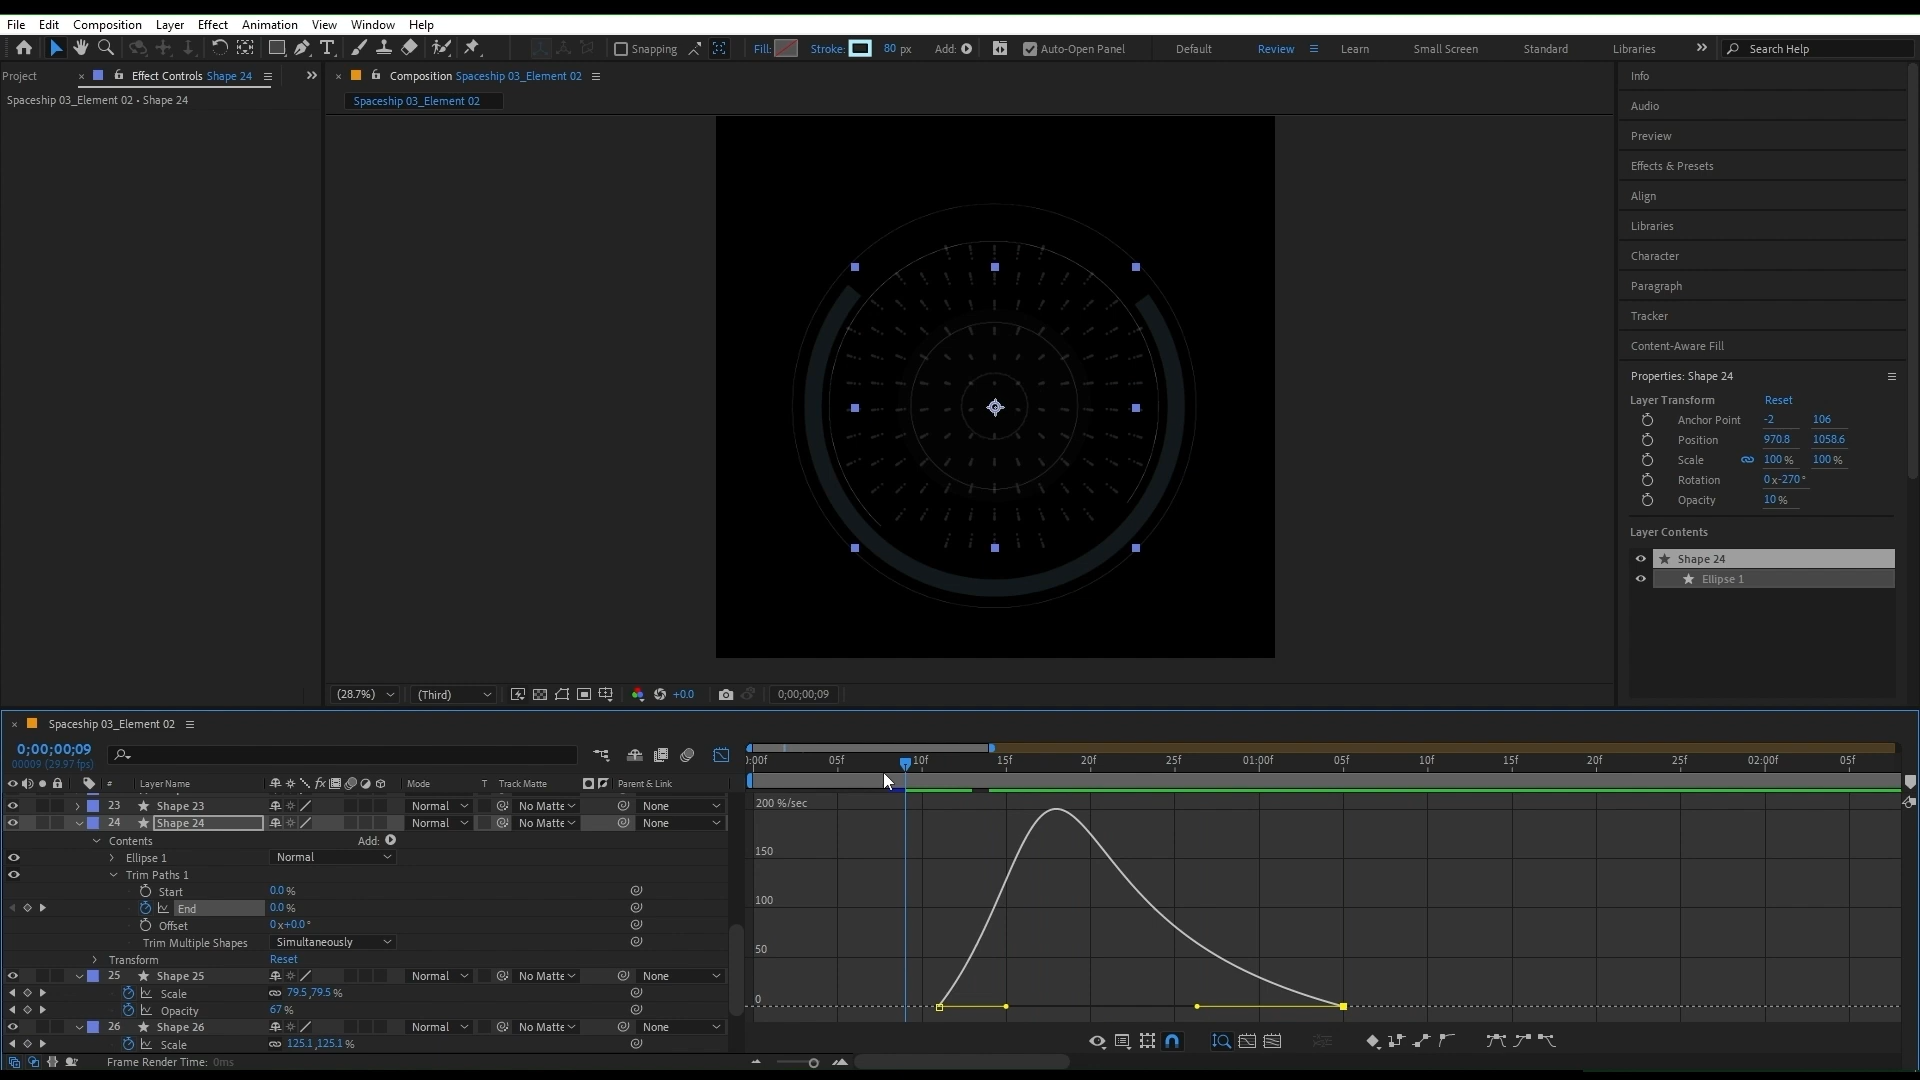 File Edit Composition Layer Effect Animation View Window Help
Snapping Fill: Stroke: 80 px Add: Auto-Open Panel Default Review Learn Small Screen Standard Libraries Search Help
Project Effect Controls Shape 24 Composition Spaceship 03_Element 02
Spaceship 03_Element 02 • Shape 24
Spaceship 03_Element 02
Info
Audio
Preview
Effects & Presets
Align
Libraries
Character
Paragraph
Tracker
Content-Aware Fill
Properties: Shape 24
Layer Transform Reset
Anchor Point -2 106
Position 970.8 1058.6
Scale 100 % 100 %
Rotation 0x-270°
Opacity 10 %
Layer Contents
Shape 24
Ellipse 1
(28.7%) (Third) +0.0 0;00;00;09
Spaceship 03_Element 02
0;00;00;09
00009 (29.97 fps)
:00f 05f 10f 15f 20f 25f 01:00f 05f 10f 15f 20f 25f 02:00f 05f
# Layer Name Mode T Track Matte Parent & Link
23 Shape 23 Normal No Matte None
24 Shape 24 Normal No Matte None
Contents Add:
Ellipse 1 Normal
Trim Paths 1
Start 0.0 %
End 0.0 %
Offset 0x+0.0°
Trim Multiple Shapes Simultaneously
Transform Reset
25 Shape 25 Normal No Matte None
Scale 79.5,79.5 %
Opacity 67 %
26 Shape 26 Normal No Matte None
Scale 125.1,125.1 %
Frame Render Time: 0ms
200 %/sec
150
100
50
0